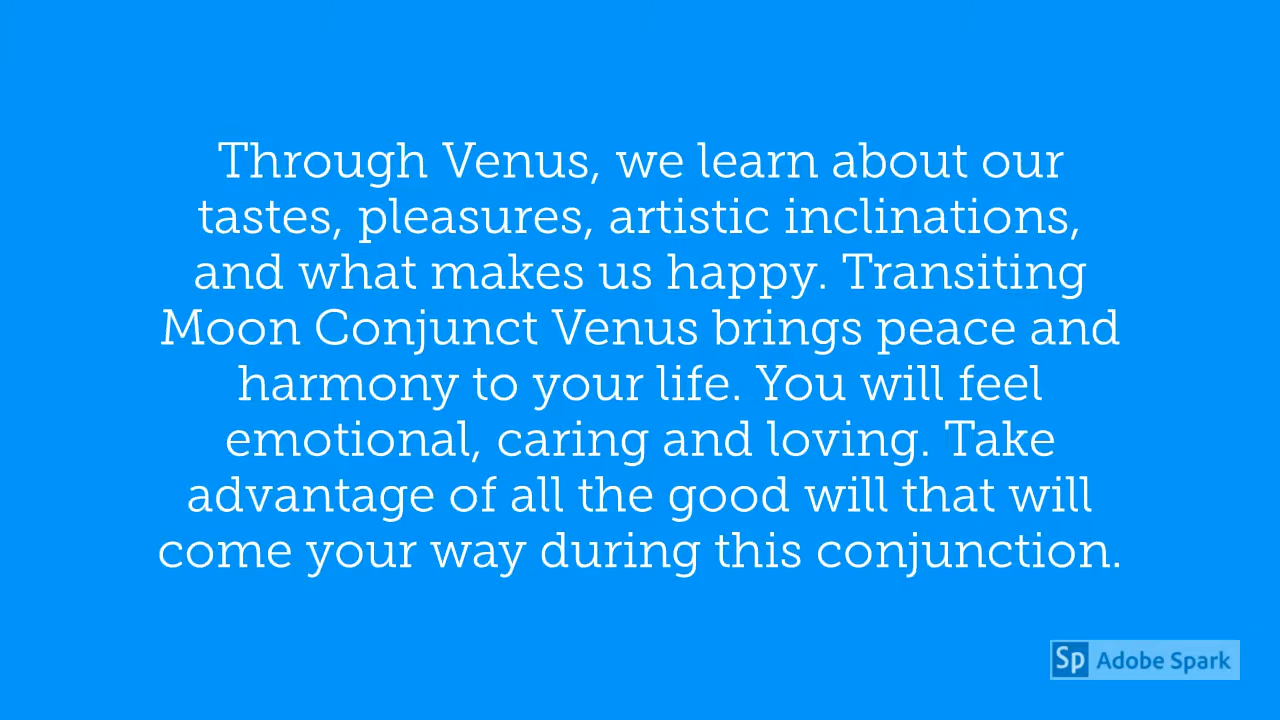 Through Venus, we learn about our
tastes, pleasures, artistic inclinations,
and what makes us happy. Transiting
Moon Conjunct Venus brings peace and
harmony to your life. You will feel
emotional, caring and loving. Take
advantage of all the good will that will
come your way during this conjunction.
Sp Adobe Spark